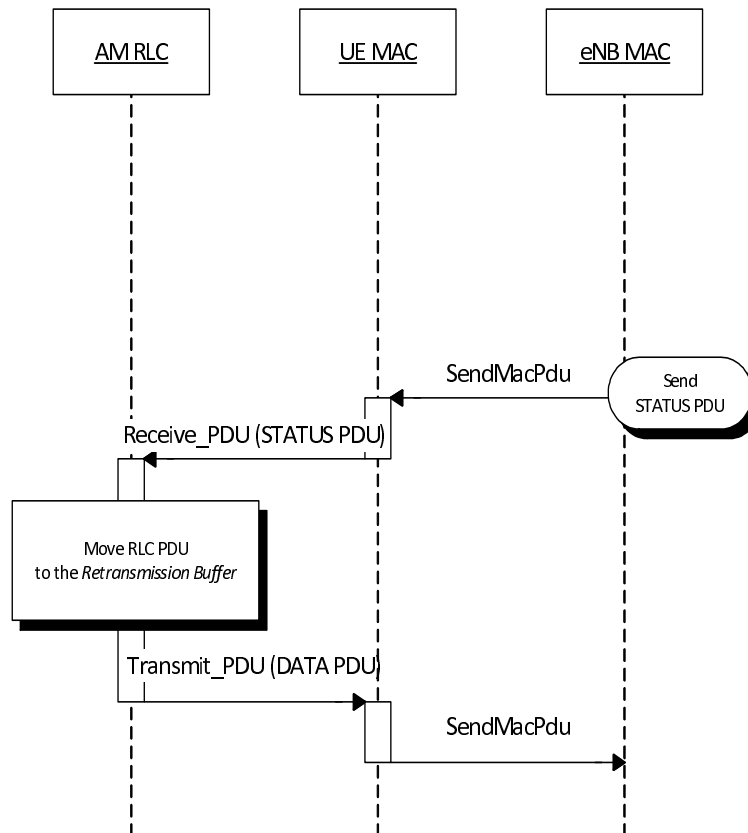 AM RLC
UE MAC
eNB MAC
SendMacPdu
Send
STATUS PDU
Receive_PDU (STATUS PDU)
Move RLC PDU
to the Retransmission Buffer
Transmit_PDU (DATA PDU)
SendMacPdu